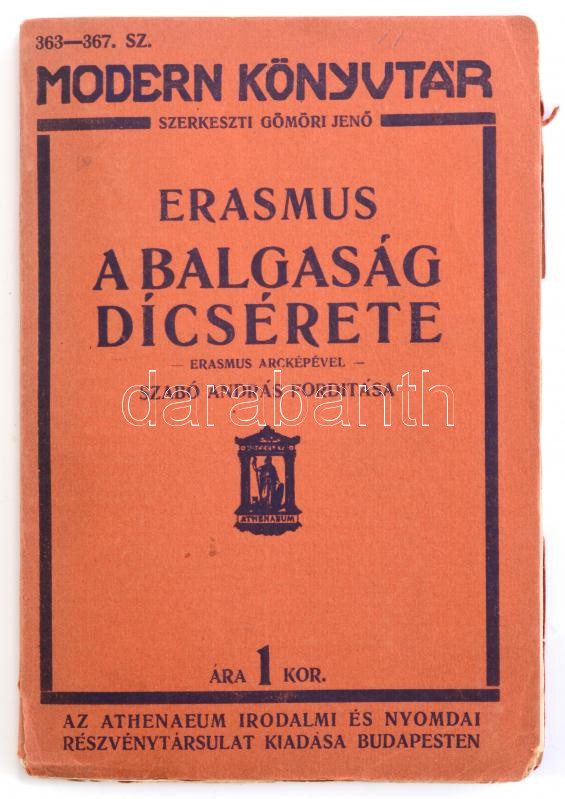 363—367. SZ.
MODERN KÖNYVTÁR
SZERKESZTI GÖMÖRI JENŐ
ERASMUS
A BALGASÁG
DÍCSÉRETE
— ERASMUS ARCKÉPÉVEL —
SZABÓ ANDRÁS FORDITÁSA
darabanth
ATHENAEUM
ÁRA 1 KOR.
AZ ATHENAEUM IRODALMI ÉS NYOMDAI
RÉSZVÉNYTÁRSULAT KIADÁSA BUDAPESTEN